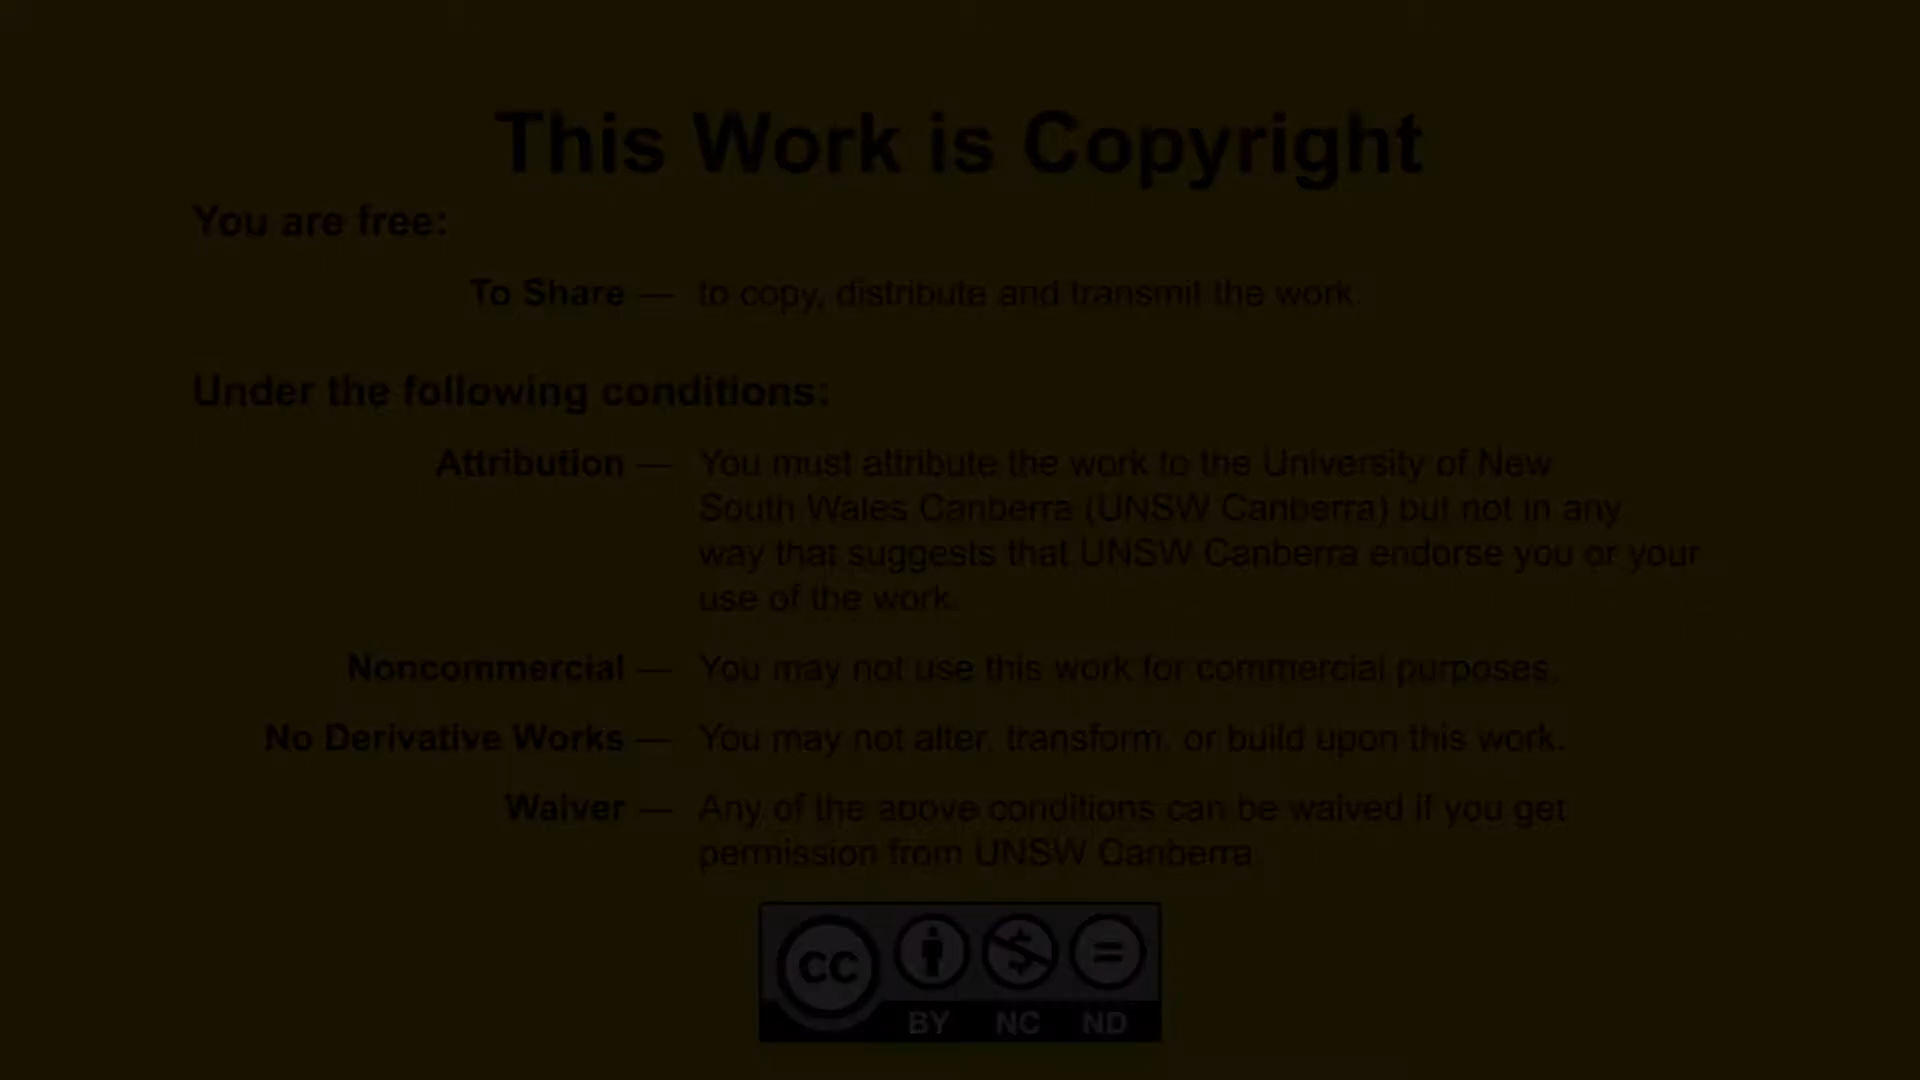 This Work is Copyright
You are free:
To Share — to copy, distribute and transmit the work.
Under the following conditions:
Attribution — You must attribute the work to the University of New
South Wales Canberra (UNSW Canberra) but not in any
way that suggests that UNSW Canberra endorse you or your
use of the work.
Noncommercial — You may not use this work for commercial purposes.
No Derivative Works — You may not alter, transform, or build upon this work.
Waiver — Any of the above conditions can be waived if you get
permission from UNSW Canberra.
cc $ =
BY NC ND